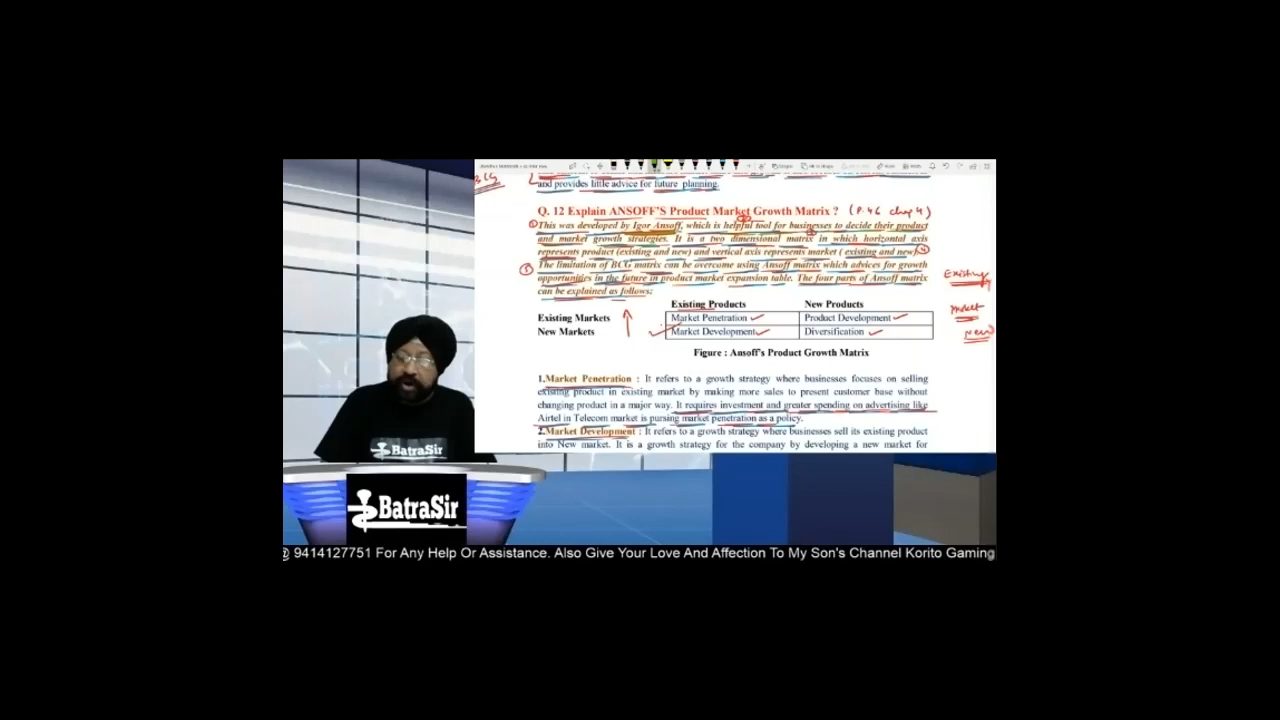 and provides little advice for future planning.
Q. 12 Explain ANSOFF'S Product Market Growth Matrix ? (P. 46 chap 4)
This was developed by Igor Ansoff, which is helpful tool for businesses to decide their product
and market growth strategies. It is a two dimensional matrix in which horizontal axis
represents product (existing and new) and vertical axis represents market ( existing and new).
The limitation of BCG matrix can be overcome using Ansoff matrix which advices for growth
opportunities in the future in product market expansion table. The four parts of Ansoff matrix
can be explained as follows:
Existing
Market
New
Existing Products New Products
Existing Markets Market Penetration Product Development
New Markets Market Development Diversification
Figure : Ansoff's Product Growth Matrix
1.Market Penetration : It refers to a growth strategy where businesses focuses on selling
existing product in existing market by making more sales to present customer base without
changing product in a major way. It requires investment and greater spending on advertising like
Airtel in Telecom market is pursing market penetration as a policy.
2.Market Development : It refers to a growth strategy where businesses sell its existing product
into New market. It is a growth strategy for the company by developing a new market for
BatraSir
BatraSir
@ 9414127751 For Any Help Or Assistance. Also Give Your Love And Affection To My Son's Channel Korito Gaming